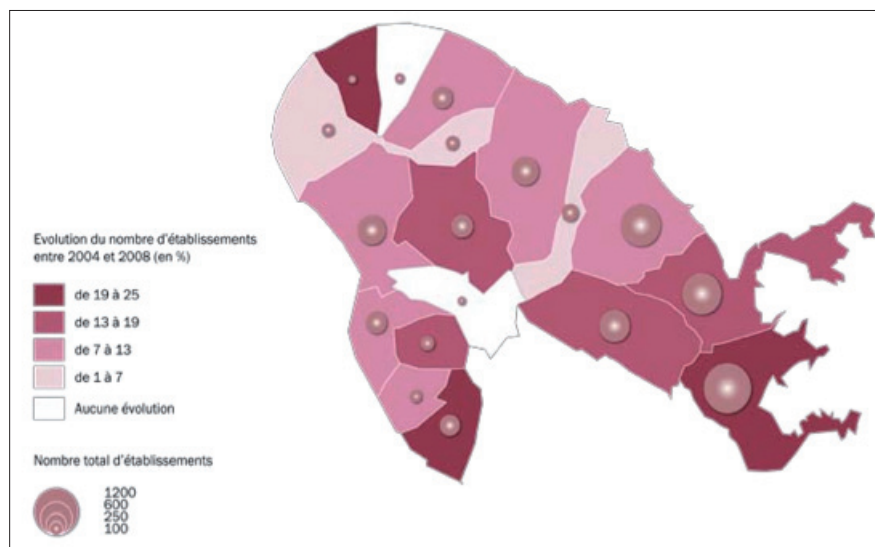 Evolution du nombre d'établissements
entre 2004 et 2008 (en %)
de 19 à 25
de 13 à 19
de 7 à 13
de 1 à 7
Aucune évolution
Nombre total d'établissements
1200
600
250
100